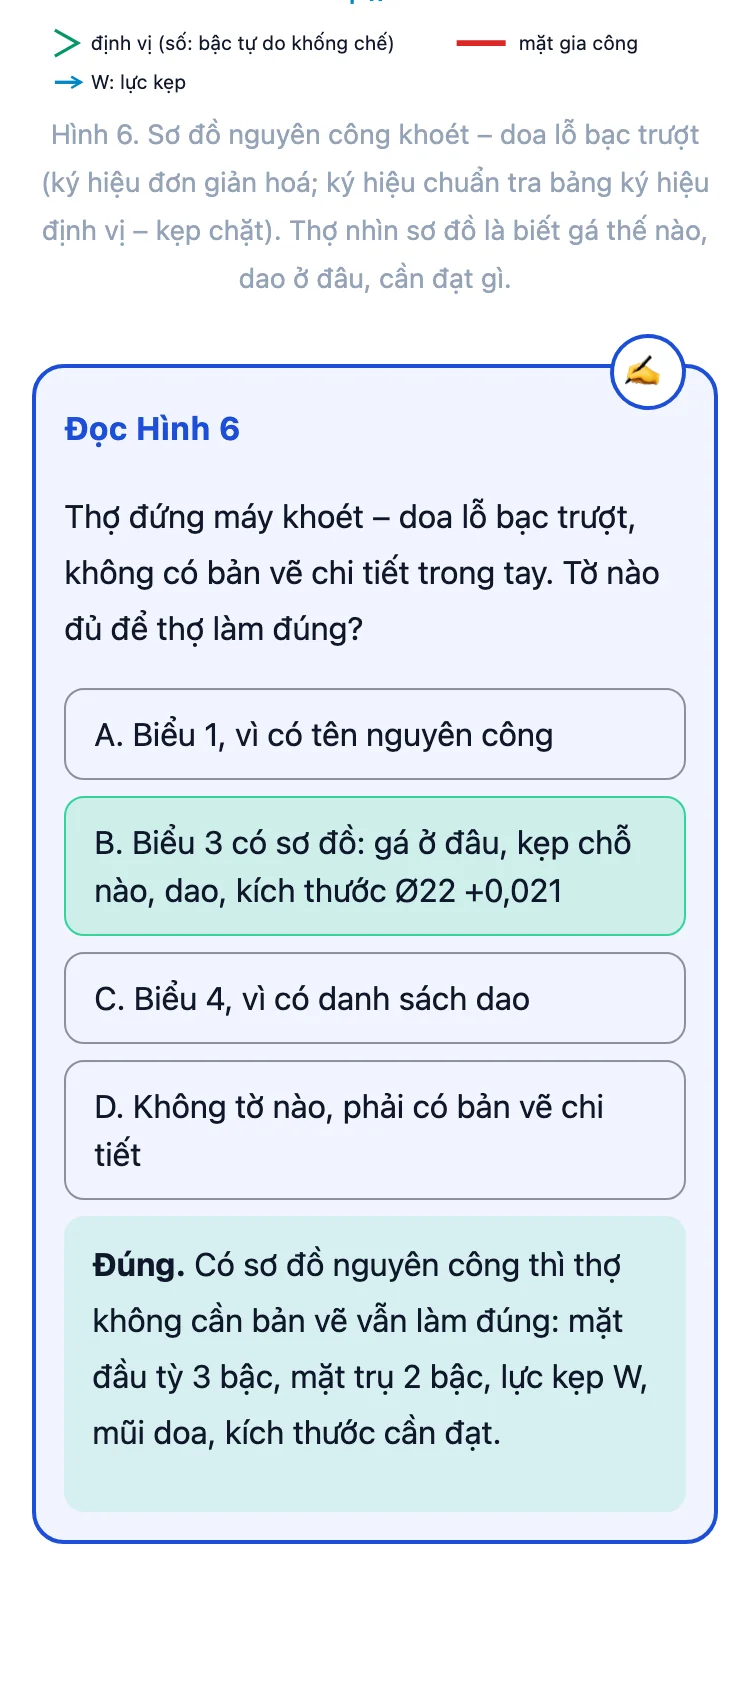 định vị (số: bậc tự do khống chế)
mặt gia công
W: lực kẹp
Hình 6. Sơ đồ nguyên công khoét – doa lỗ bạc trượt
(ký hiệu đơn giản hoá; ký hiệu chuẩn tra bảng ký hiệu
định vị – kẹp chặt). Thợ nhìn sơ đồ là biết gá thế nào,
dao ở đâu, cần đạt gì.
Đọc Hình 6
Thợ đứng máy khoét – doa lỗ bạc trượt,
không có bản vẽ chi tiết trong tay. Tờ nào
đủ để thợ làm đúng?
A. Biểu 1, vì có tên nguyên công
B. Biểu 3 có sơ đồ: gá ở đâu, kẹp chỗ
nào, dao, kích thước Ø22 +0,021
C. Biểu 4, vì có danh sách dao
D. Không tờ nào, phải có bản vẽ chi
tiết
Đúng. Có sơ đồ nguyên công thì thợ
không cần bản vẽ vẫn làm đúng: mặt
đầu tỳ 3 bậc, mặt trụ 2 bậc, lực kẹp W,
mũi doa, kích thước cần đạt.